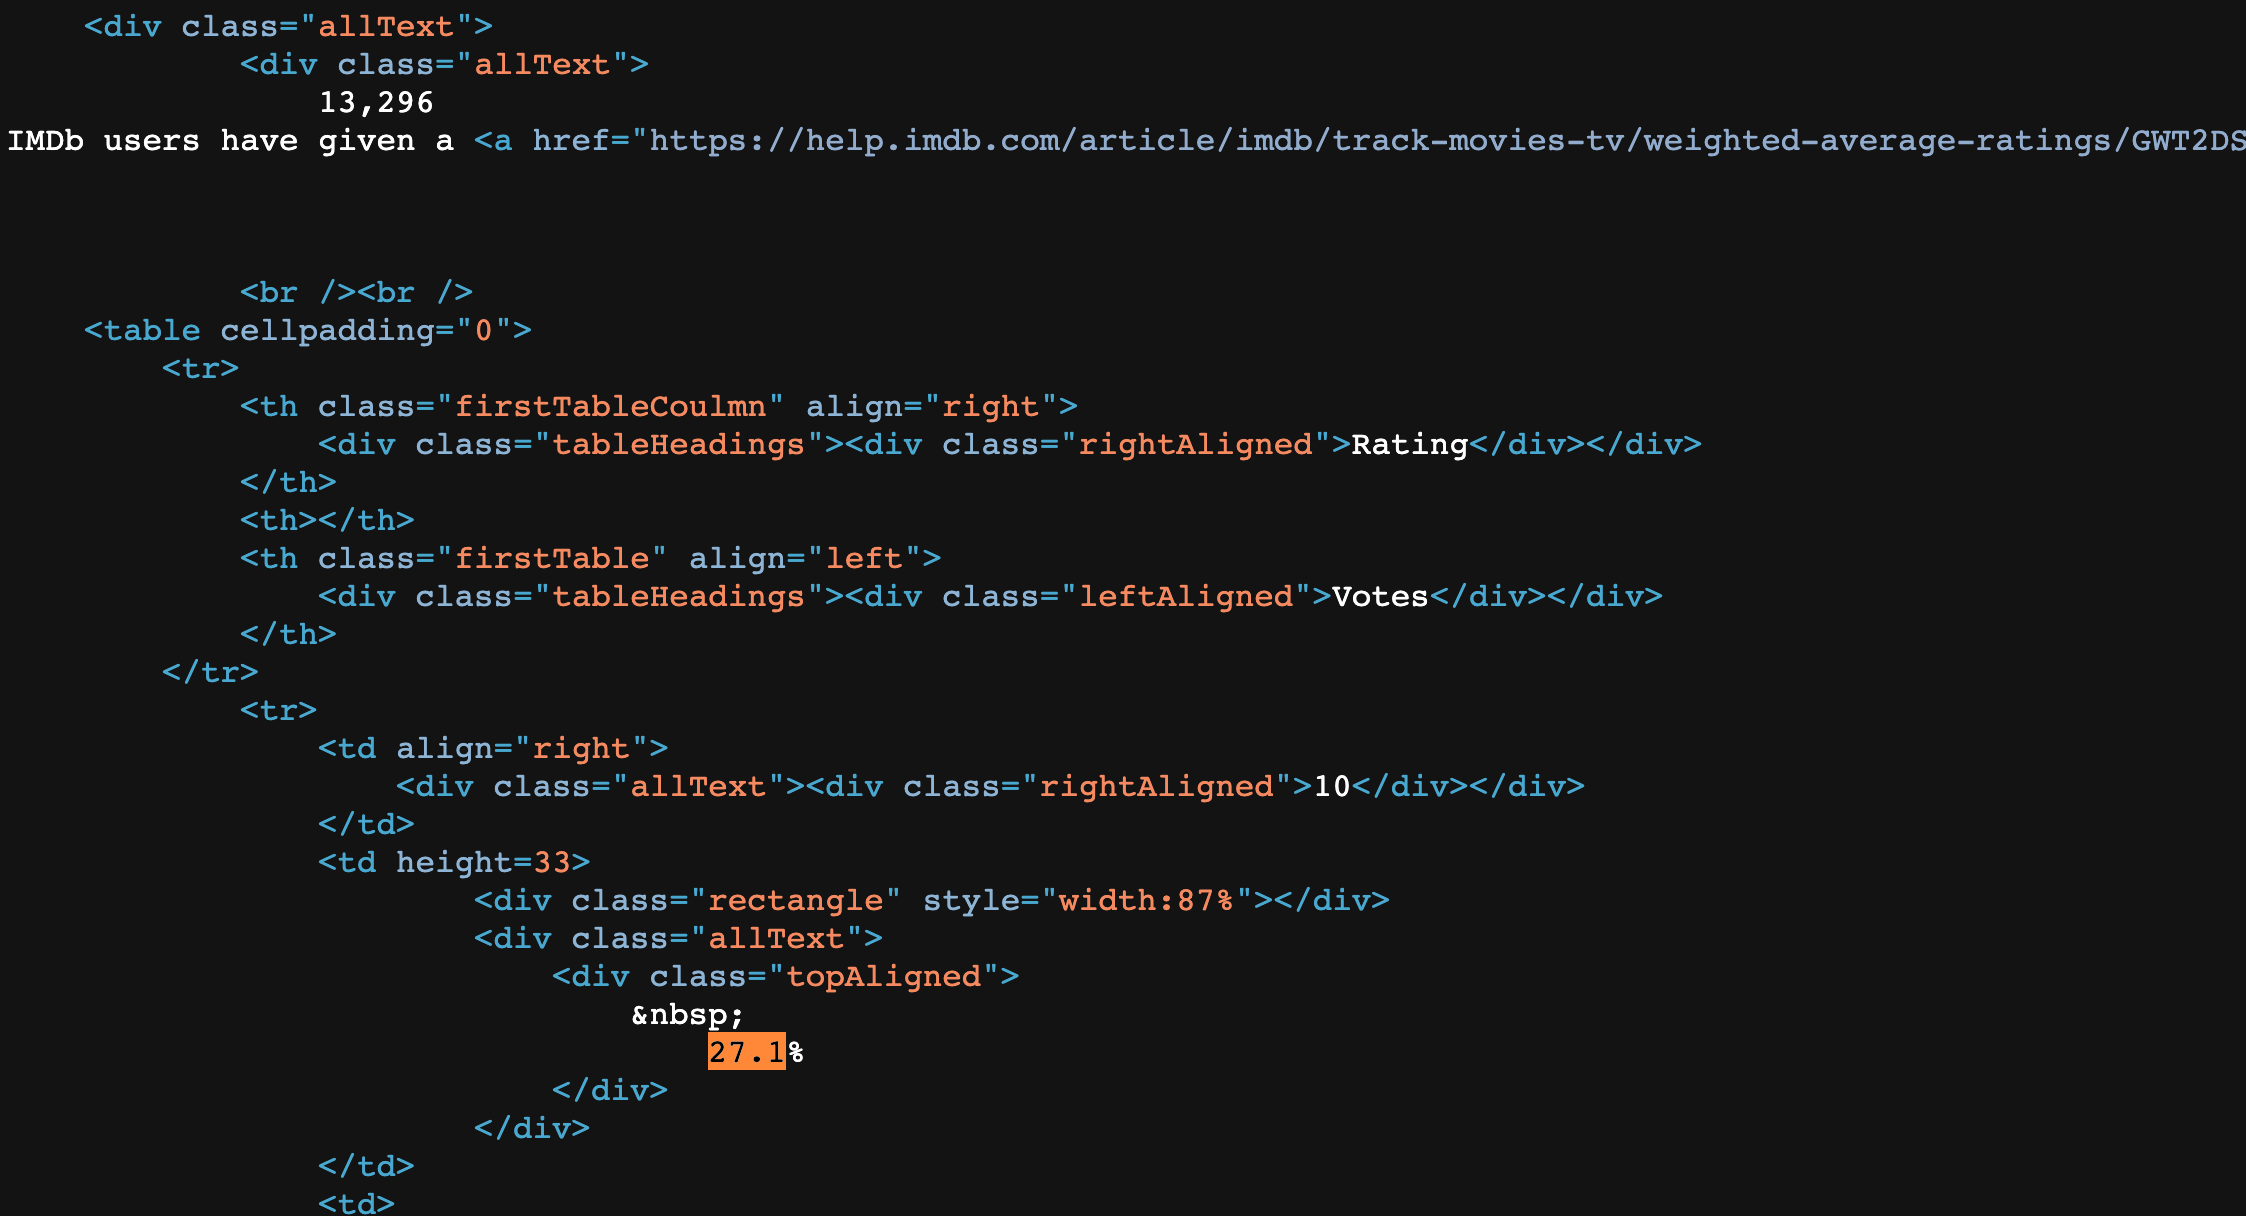 <div class="allText">
<div class="allText">
13,296
IMDb users have given a <a href="https://help.imdb.com/article/imdb/track-movies-tv/weighted-average-ratings/GWT2DS
<br /><br />
<table cellpadding="0">
<tr>
<th class="firstTableCoulmn" align="right">
<div class="tableHeadings"><div class="rightAligned">Rating</div></div>
</th>
<th></th>
<th class="firstTable" align="left">
<div class="tableHeadings"><div class="leftAligned">Votes</div></div>
</th>
</tr>
<tr>
<td align="right">
<div class="allText"><div class="rightAligned">10</div></div>
</td>
<td height=33>
<div class="rectangle" style="width:87%"></div>
<div class="allText">
<div class="topAligned">
&nbsp;
27.1%
</div>
</div>
</td>
<td>